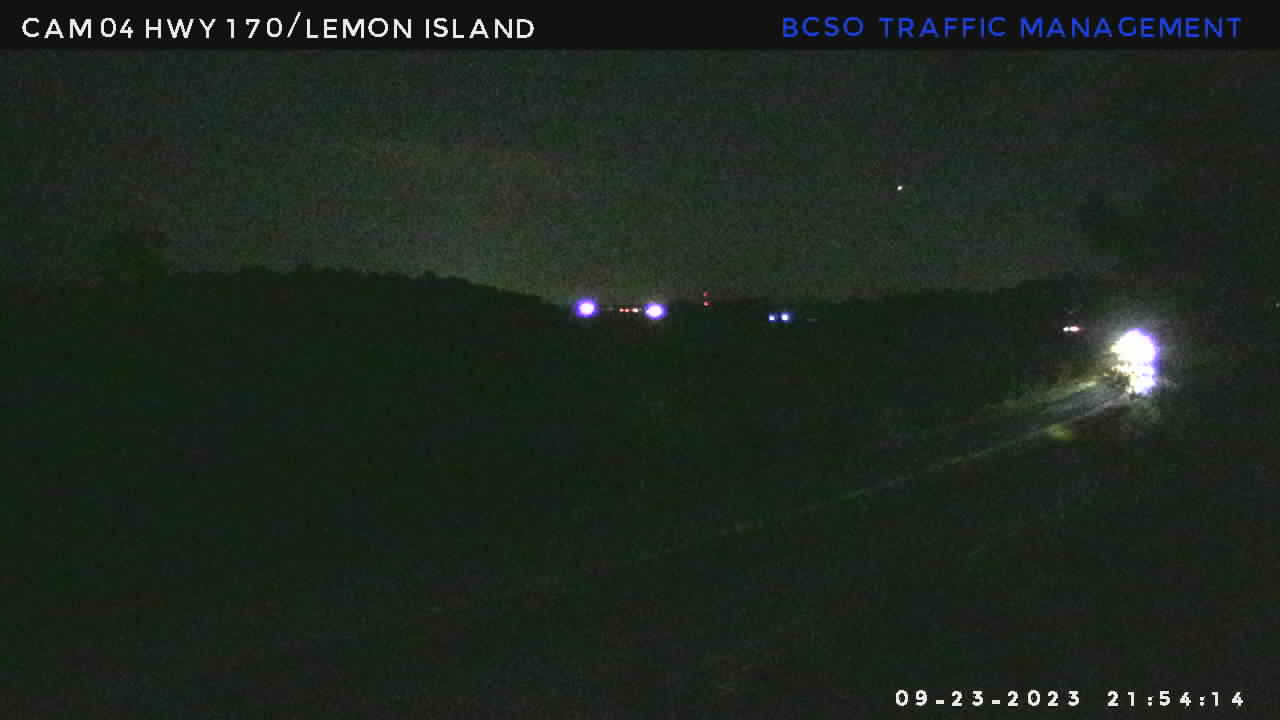 CAM04 HWY 170/LEMON ISLAND
BCSO TRAFFIC MANAGEMENT
09-23-2023 21:54:14